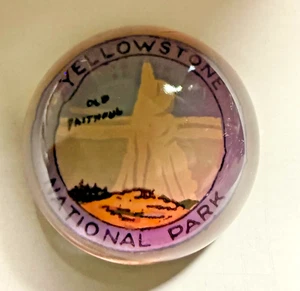 YELLOWSTONE
OLD
FAITHFUL
NATIONAL PARK